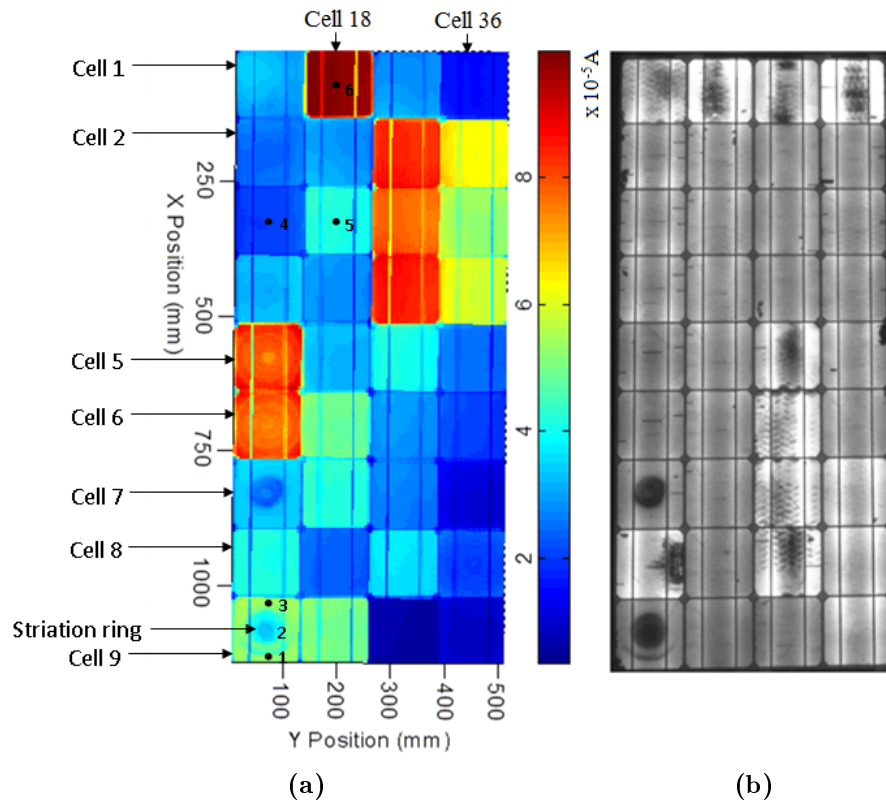 Cell 18
Cell 36
Cell 1
Cell 2
Cell 5
Cell 6
Cell 7
Cell 8
Striation ring
Cell 9
6
4
5
3
2
1
250
500
750
1000
X Position (mm)
100
200
300
400
500
Y Position (mm)
x 10-5A
8
6
4
2
(a)
(b)